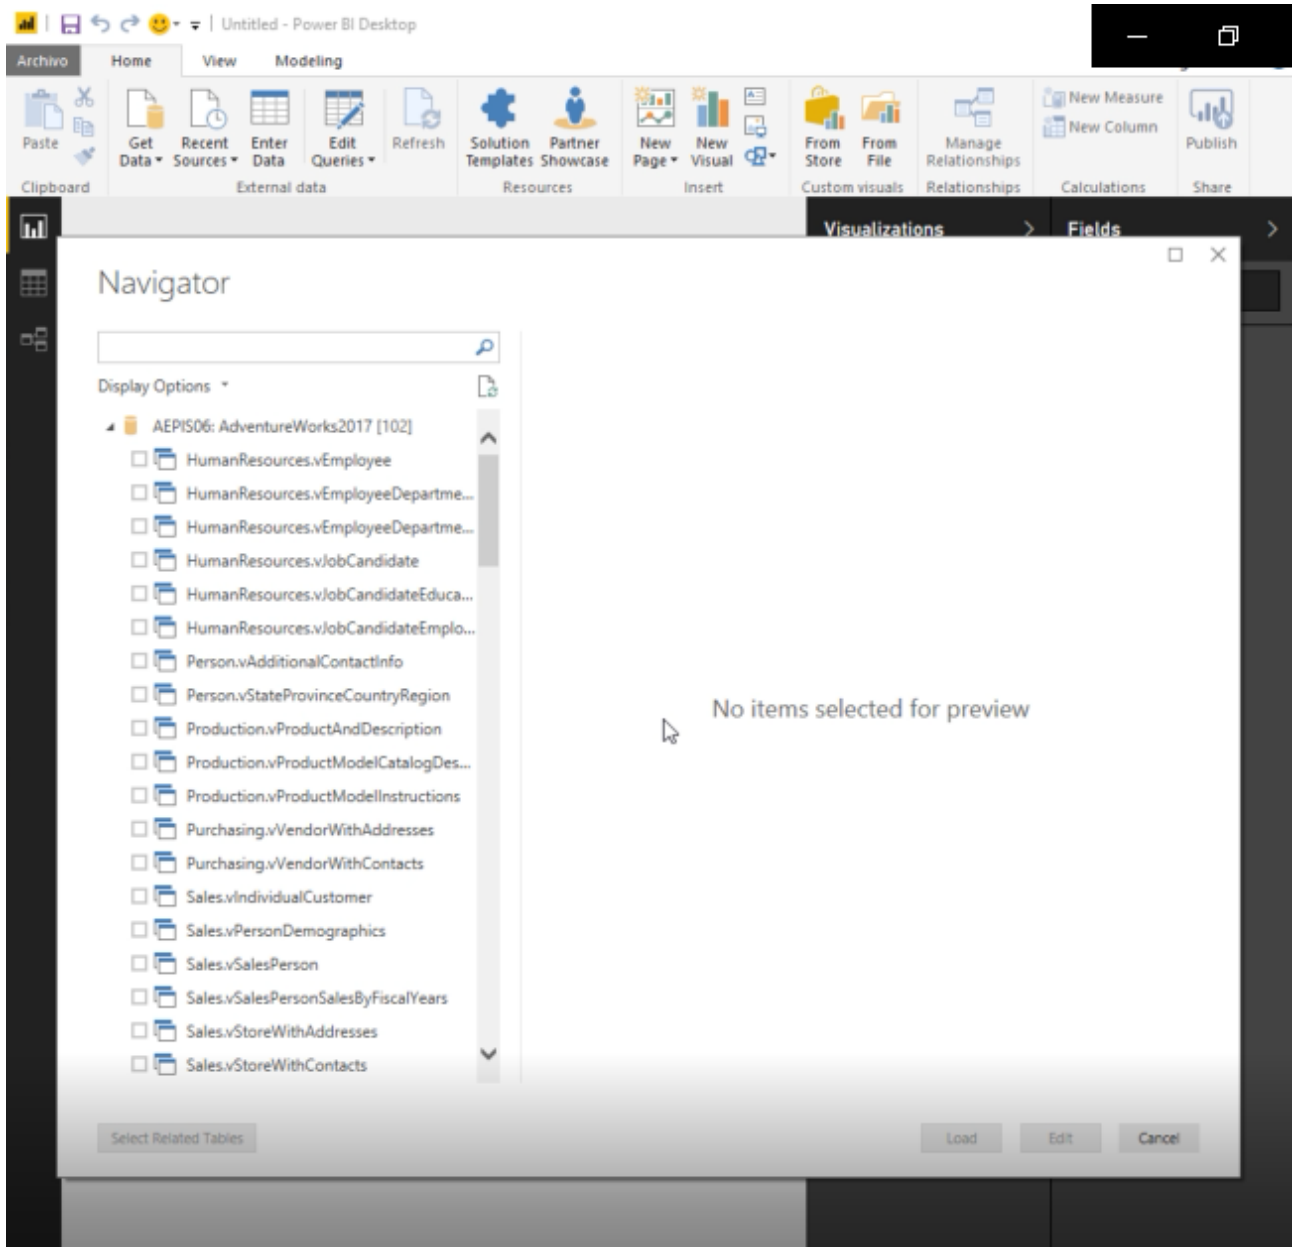 Untitled - Power BI Desktop
Archivo Home View Modeling
Paste
Get Data
Recent Sources
Enter Data
Edit Queries
Refresh
Solution Templates
Partner Showcase
New Page
New Visual
From Store
From File
Manage Relationships
New Measure
New Column
Publish
Clipboard External data Resources Insert Custom visuals Relationships Calculations Share
Visualizations Fields
Navigator
Display Options
AEPIS06: AdventureWorks2017 [102]
HumanResources.vEmployee
HumanResources.vEmployeeDepartme...
HumanResources.vEmployeeDepartme...
HumanResources.vJobCandidate
HumanResources.vJobCandidateEduca...
HumanResources.vJobCandidateEmplo...
Person.vAdditionalContactInfo
Person.vStateProvinceCountryRegion
Production.vProductAndDescription
Production.vProductModelCatalogDes...
Production.vProductModelInstructions
Purchasing.vVendorWithAddresses
Purchasing.vVendorWithContacts
Sales.vIndividualCustomer
Sales.vPersonDemographics
Sales.vSalesPerson
Sales.vSalesPersonSalesByFiscalYears
Sales.vStoreWithAddresses
Sales.vStoreWithContacts
No items selected for preview
Select Related Tables Load Edit Cancel